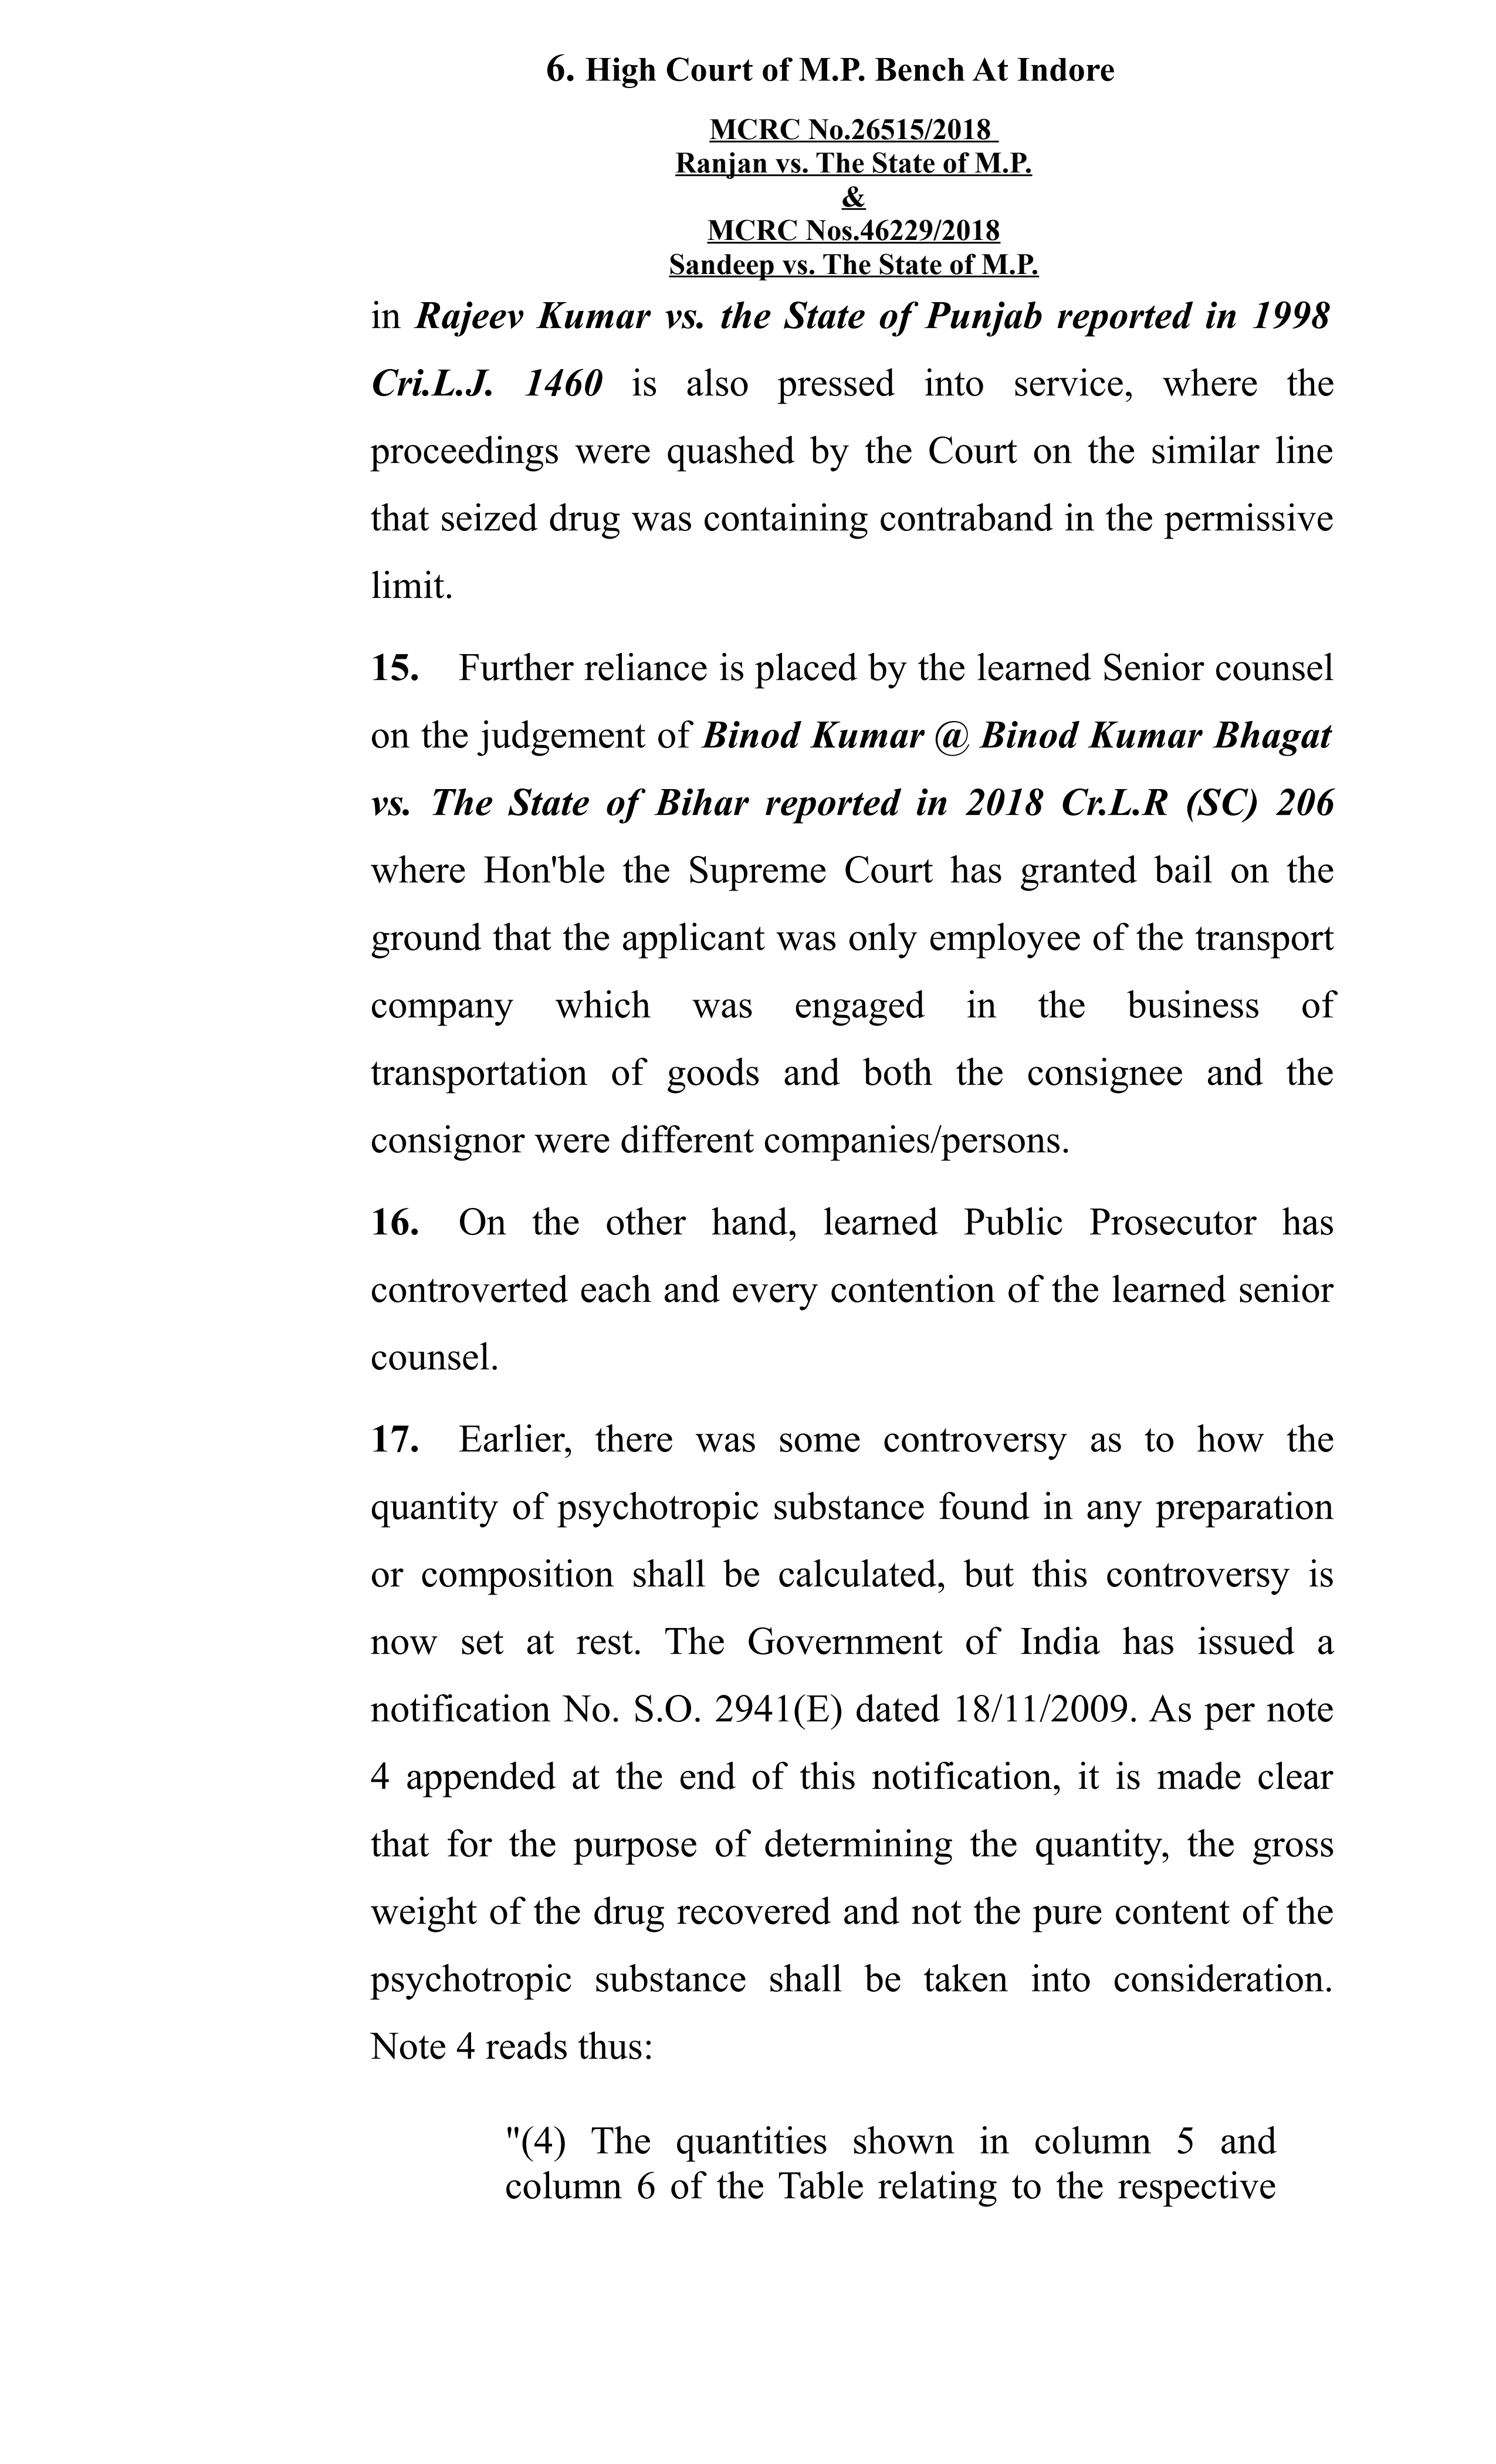 6. High Court of M.P. Bench At Indore
MCRC No.26515/2018
Ranjan vs. The State of M.P.
&
MCRC Nos.46229/2018
Sandeep vs. The State of M.P.
in Rajeev Kumar vs. the State of Punjab reported in 1998
Cri.L.J. 1460 is also pressed into service, where the
proceedings were quashed by the Court on the similar line
that seized drug was containing contraband in the permissive
limit.
15. Further reliance is placed by the learned Senior counsel
on the judgement of Binod Kumar @ Binod Kumar Bhagat
vs. The State of Bihar reported in 2018 Cr.L.R (SC) 206
where Hon'ble the Supreme Court has granted bail on the
ground that the applicant was only employee of the transport
company which was engaged in the business of
transportation of goods and both the consignee and the
consignor were different companies/persons.
16. On the other hand, learned Public Prosecutor has
controverted each and every contention of the learned senior
counsel.
17. Earlier, there was some controversy as to how the
quantity of psychotropic substance found in any preparation
or composition shall be calculated, but this controversy is
now set at rest. The Government of India has issued a
notification No. S.O. 2941(E) dated 18/11/2009. As per note
4 appended at the end of this notification, it is made clear
that for the purpose of determining the quantity, the gross
weight of the drug recovered and not the pure content of the
psychotropic substance shall be taken into consideration.
Note 4 reads thus:
"(4) The quantities shown in column 5 and
column 6 of the Table relating to the respective